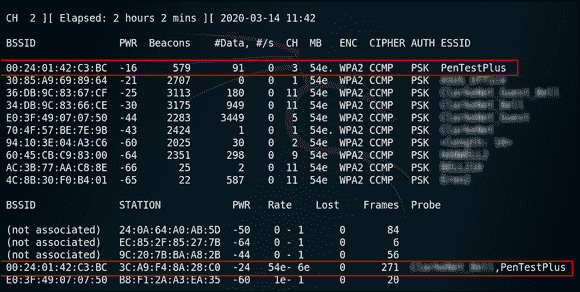 CH 2 ][ Elapsed: 2 hours 2 mins ][ 2020-03-14 11:42
BSSID PWR Beacons #Data, #/s CH MB ENC CIPHER AUTH ESSID
00:24:01:42:C3:BC -16 579 91 0 3 54e. WPA2 CCMP PSK PenTestPlus
30:85:A9:69:89:64 -21 2707 0 0 1 54e WPA2 CCMP PSK
36:DB:9C:83:67:CF -25 3113 180 0 11 54e WPA2 CCMP PSK
34:DB:9C:83:66:CE -30 3175 949 0 11 54e WPA2 CCMP PSK
E0:3F:49:07:07:50 -44 2283 3449 0 5 54e WPA2 CCMP PSK
70:4F:57:BE:7E:9B -43 2424 1 0 1 54e. WPA2 CCMP PSK
94:10:3E:04:A3:C6 -60 2025 30 0 2 54e WPA2 CCMP PSK
60:45:CB:C9:83:00 -64 2351 298 0 9 54e WPA2 CCMP PSK
AC:3B:77:AA:C8:8E -66 25 2 0 11 54e WPA2 CCMP PSK
4C:8B:30:F0:B4:01 -65 22 587 0 11 54e WPA2 CCMP PSK
BSSID STATION PWR Rate Lost Frames Probe
(not associated) 24:0A:64:A0:AB:5D -50 0 - 1 0 84
(not associated) EC:85:2F:85:27:7B -64 0 - 1 0 6
(not associated) 9C:20:7B:BA:A8:2B -44 0 - 1 0 56
00:24:01:42:C3:BC 3C:A9:F4:8A:28:C0 -24 54e- 6e 0 271 ,PenTestPlus
E0:3F:49:07:07:50 B8:F1:2A:A3:EA:35 -60 1e- 1 0 20